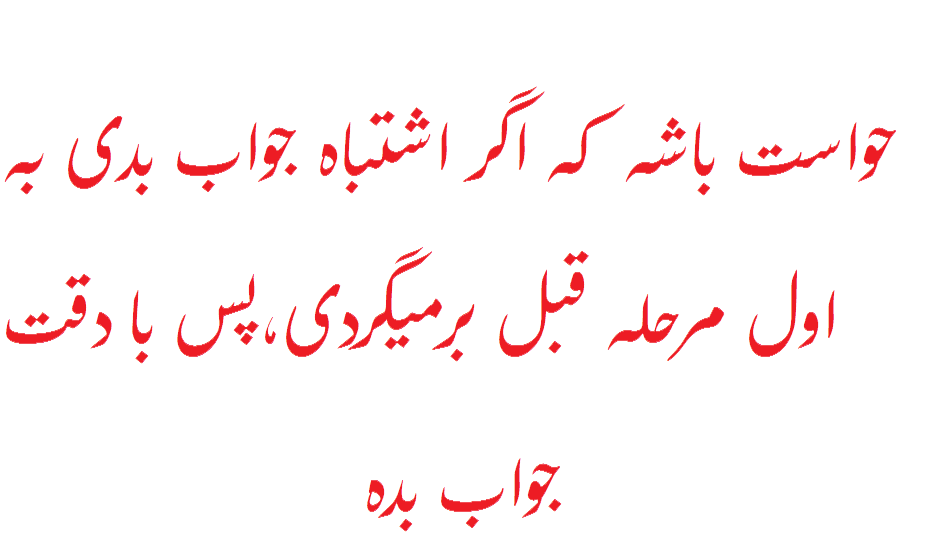 حواست باشه که اگر اشتباه جواب بدی به
اول مرحله قبل برمیگردی،پس با دقت
جواب بده